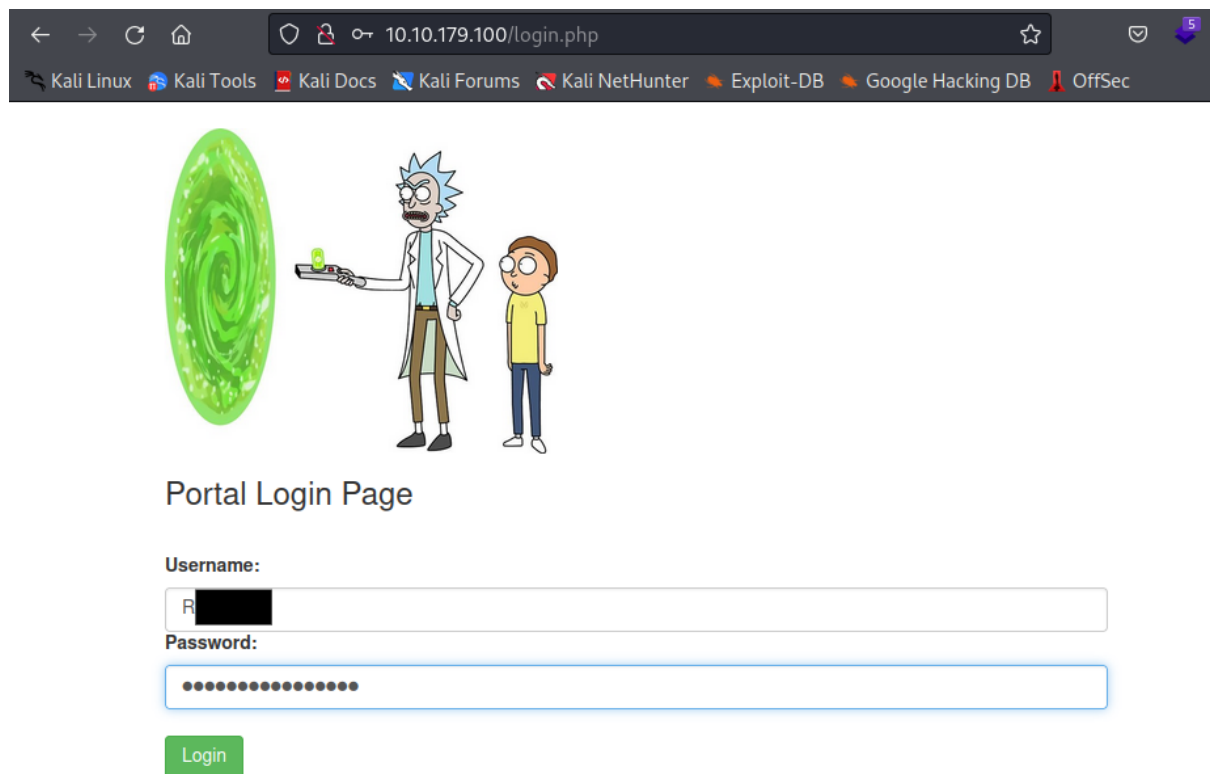 10.10.179.100/login.php
5
Kali Linux Kali Tools Kali Docs Kali Forums Kali NetHunter Exploit-DB Google Hacking DB OffSec
Portal Login Page
Username:
R
Password:
●●●●●●●●●●●●●●●●
Login